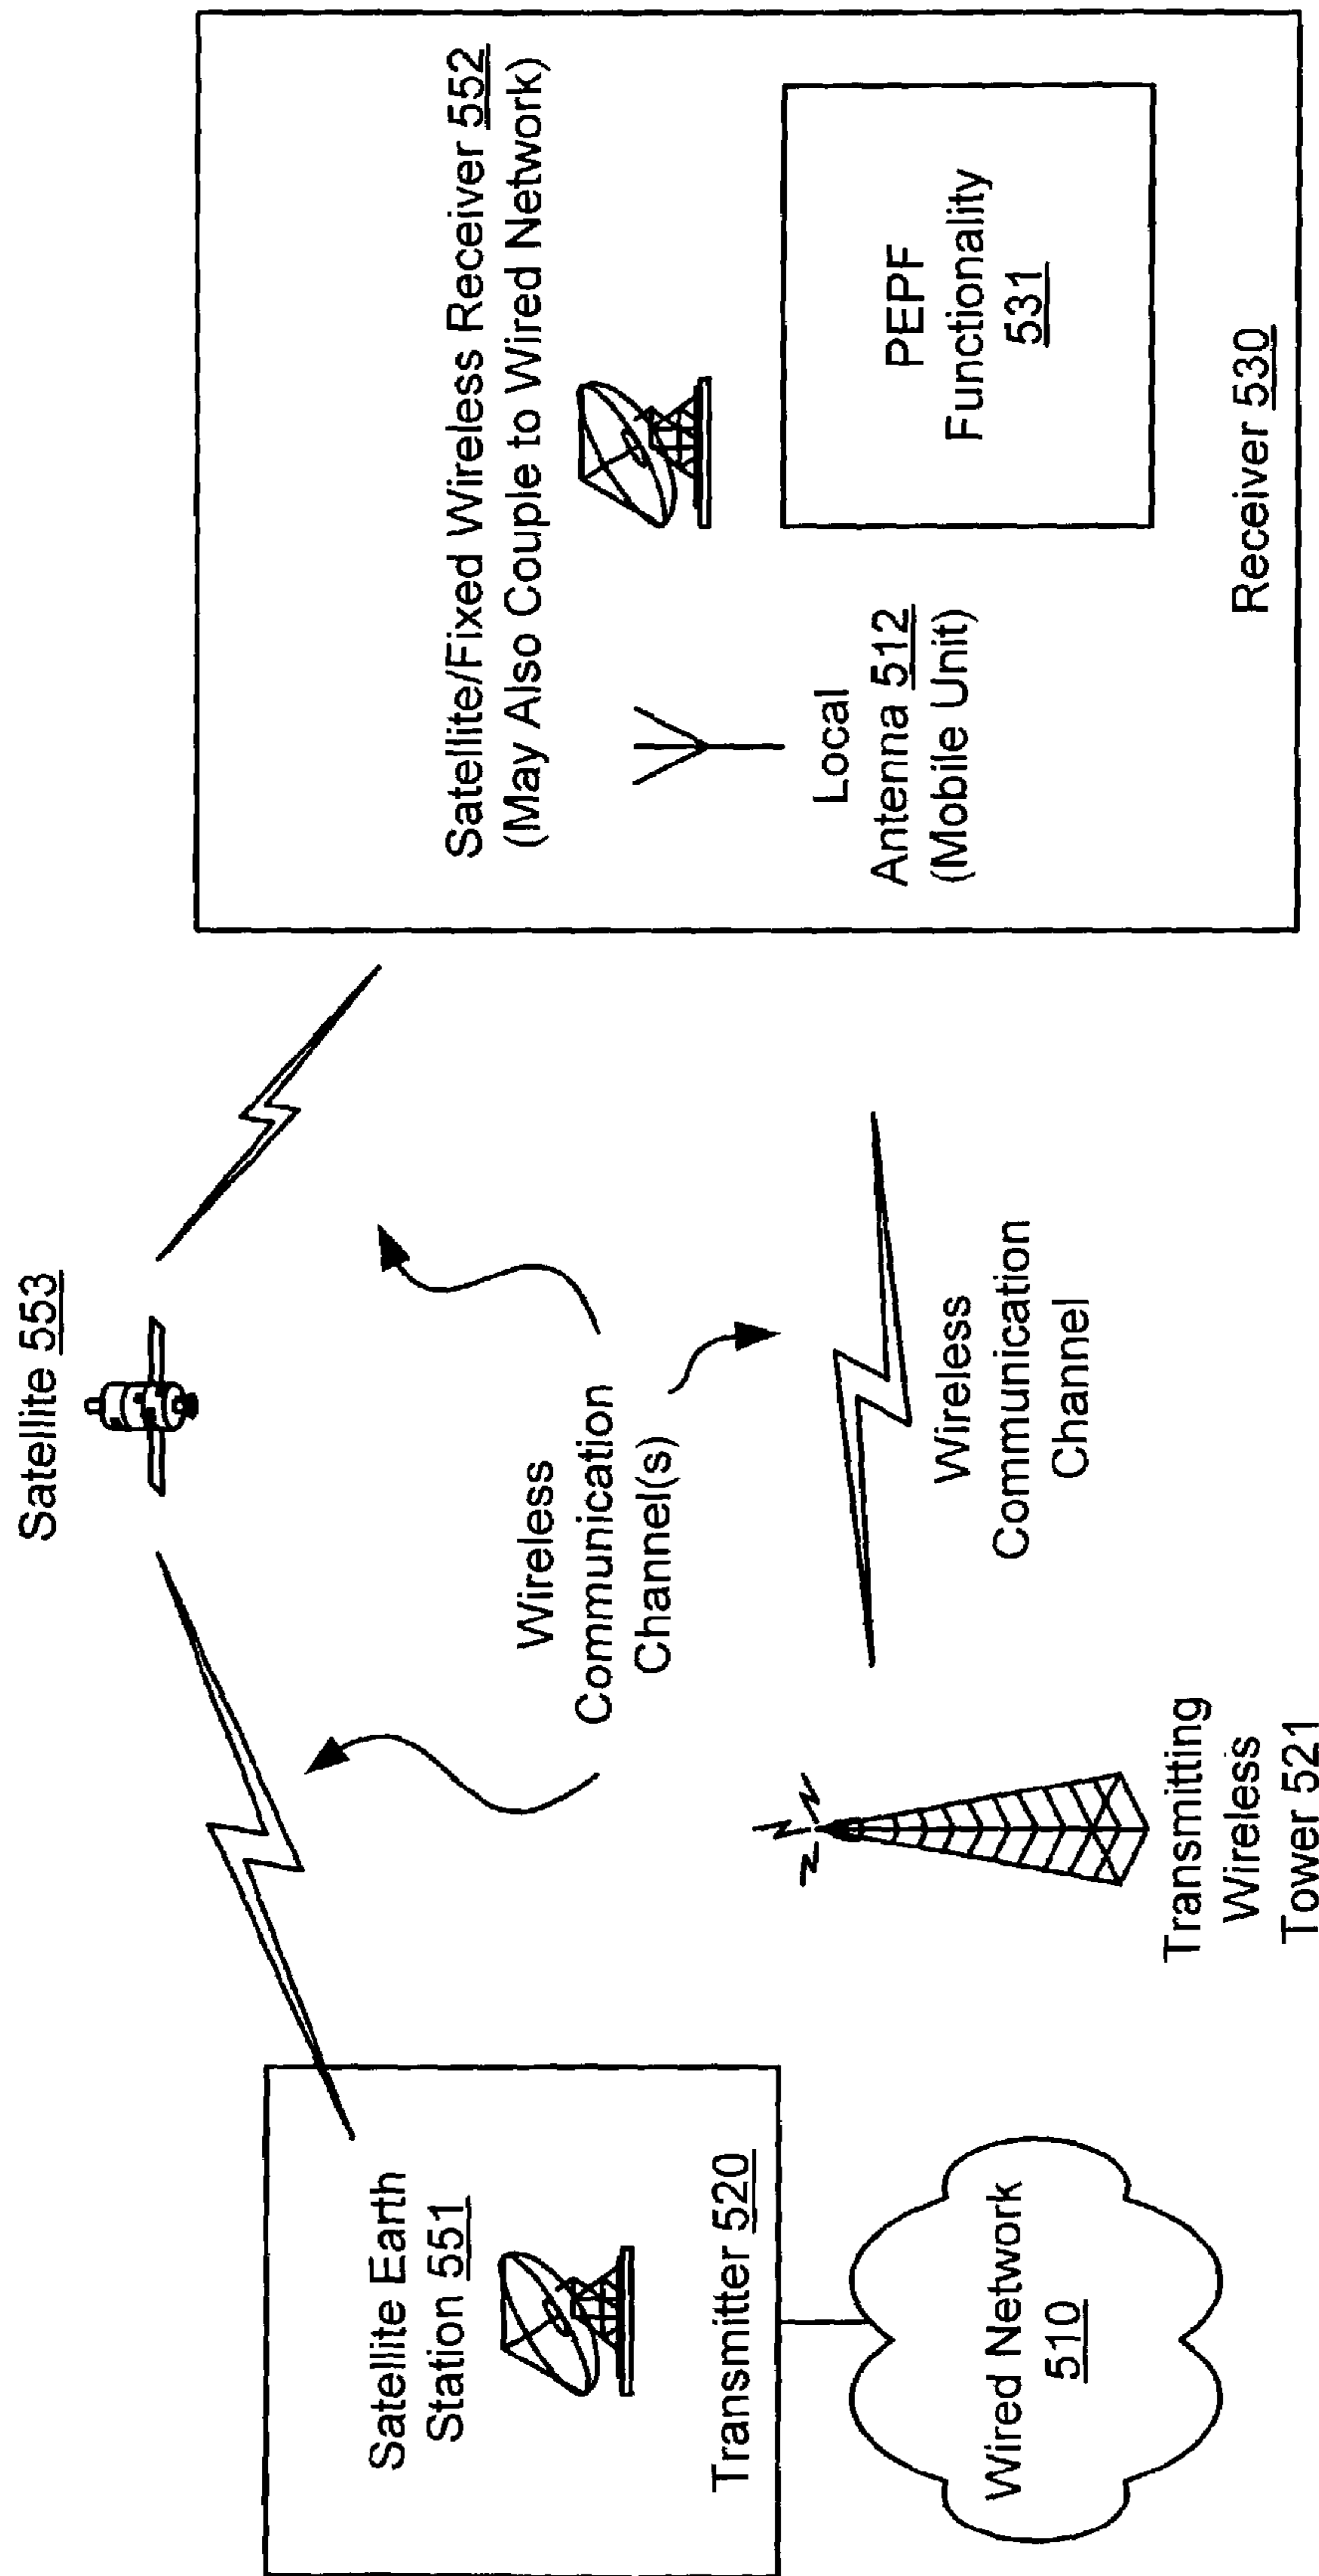 Satellite 553
Satellite Earth
Station 551
Transmitter 520
Wired Network
510
Wireless
Communication
Channel(s)
Transmitting
Wireless
Tower 521
Wireless
Communication
Channel
Satellite/Fixed Wireless Receiver 552
(May Also Couple to Wired Network)
Local
Antenna 512
(Mobile Unit)
PEPF
Functionality
531
Receiver 530